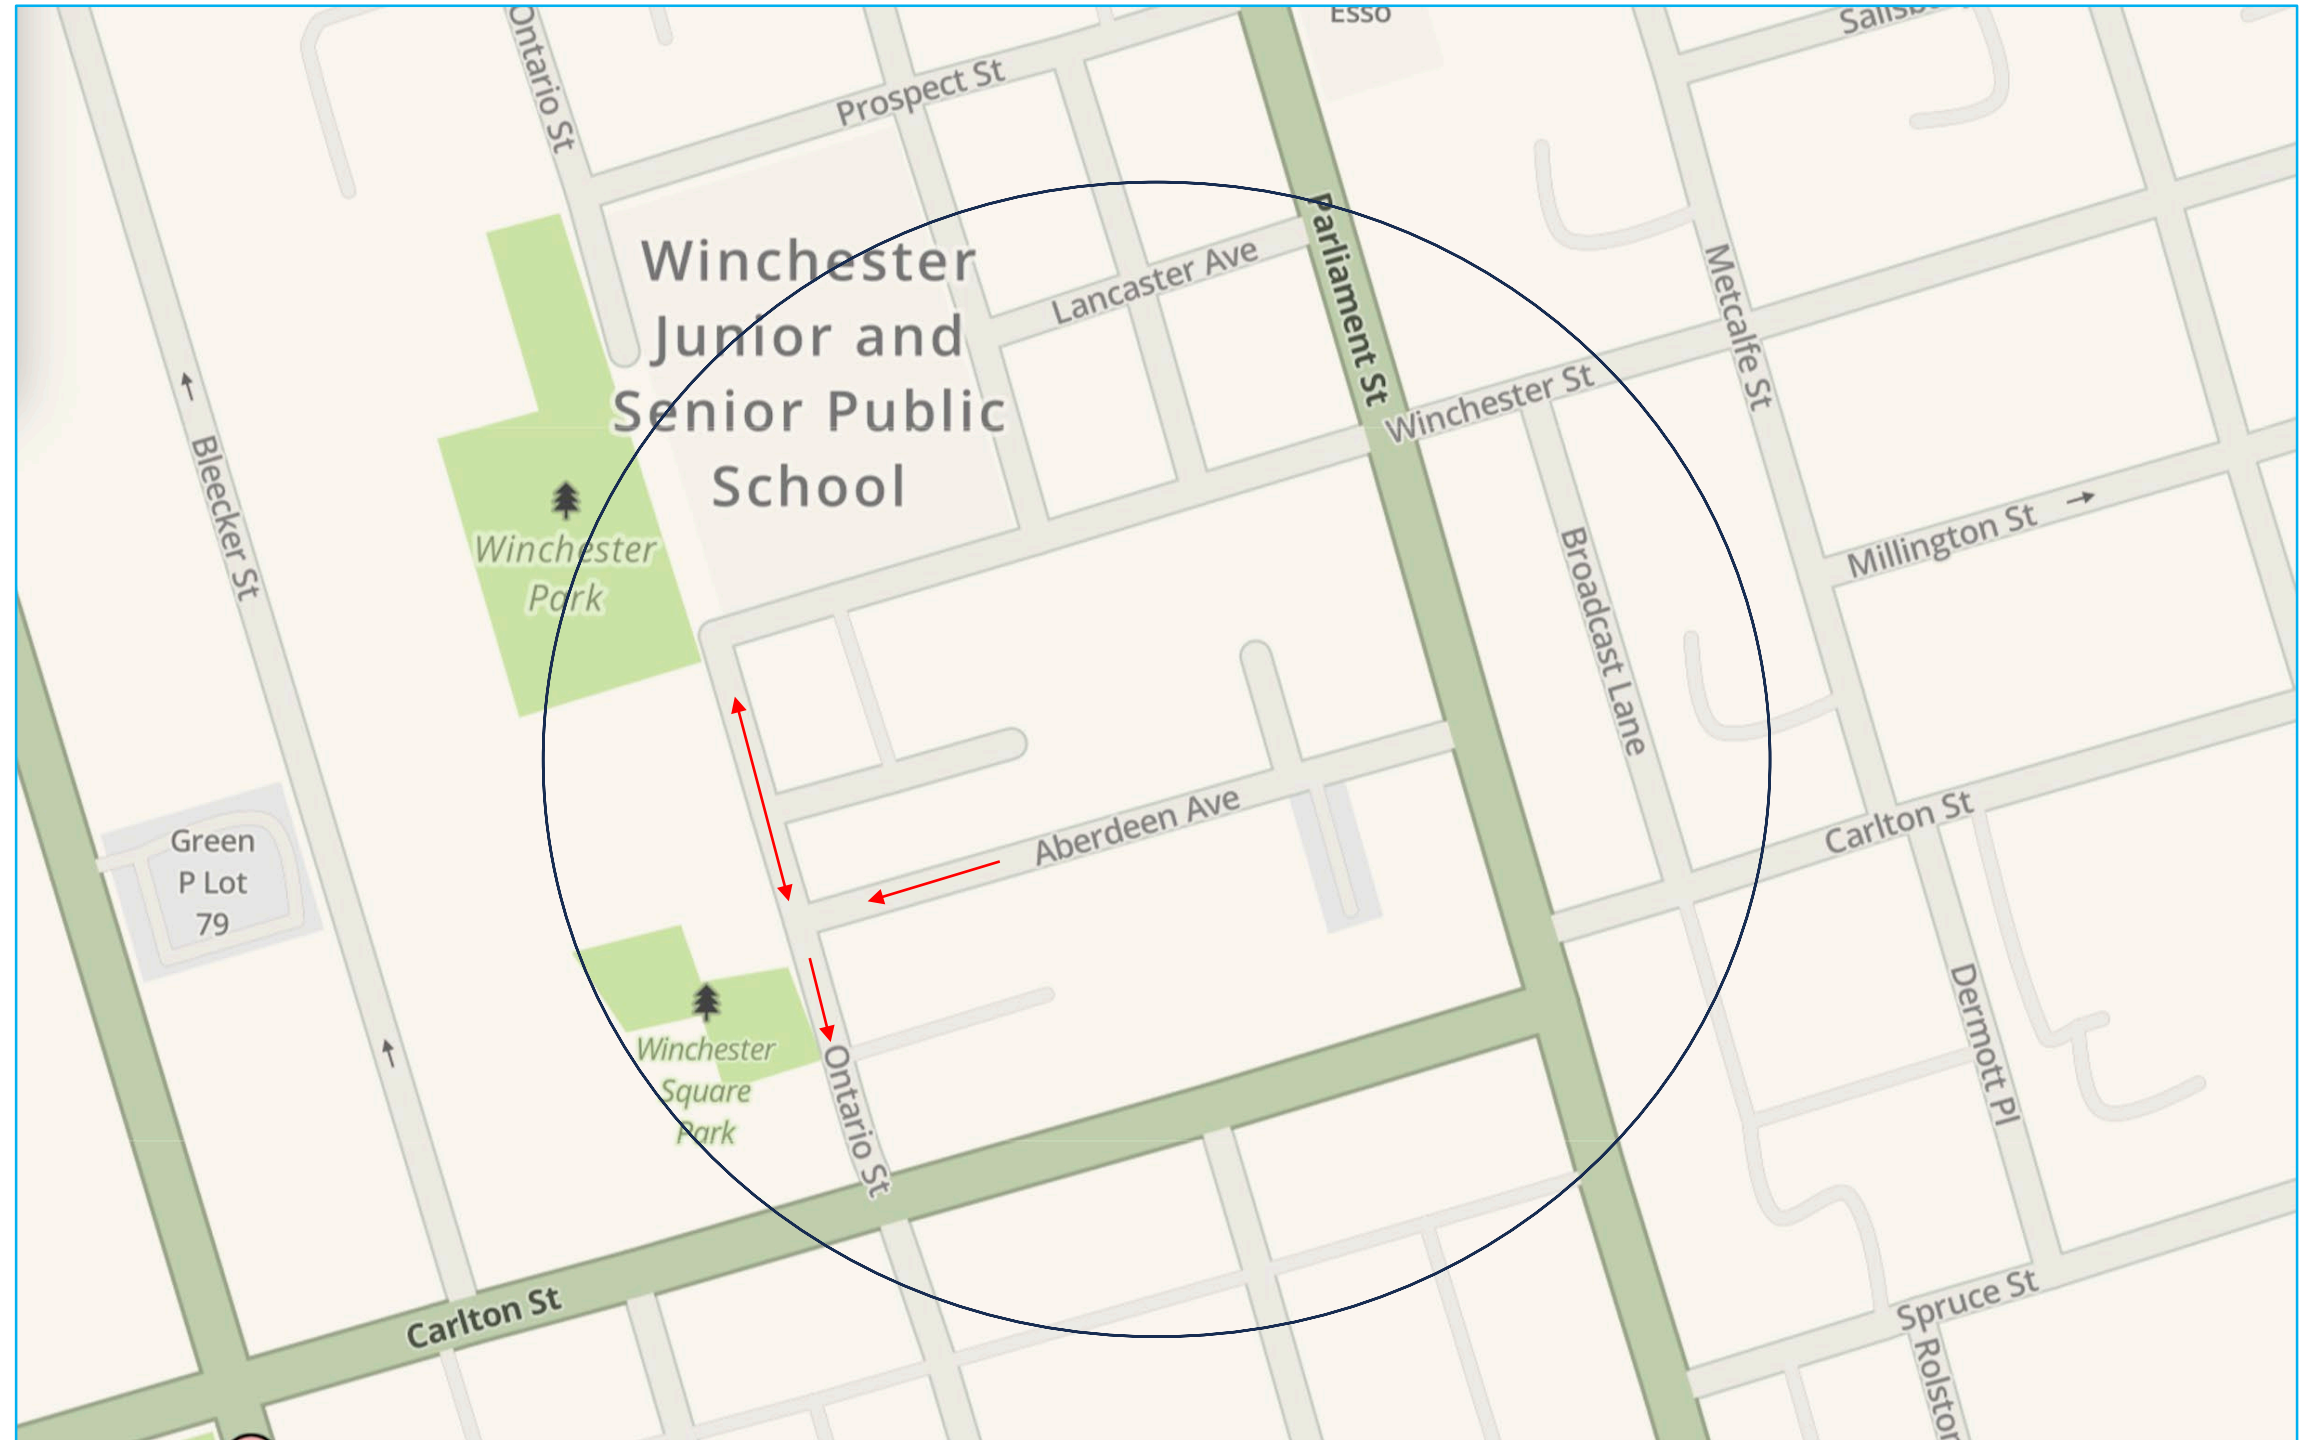 Ontario St
Esso
Prospect St
Parliament St
Winchester
Junior and
Senior Public
School
Lancaster Ave
Metcalfe St
Winchester St
Bleecker St
Winchester
Park
Millington St
Broadcast Lane
Green
P Lot
79
Aberdeen Ave
Carlton St
Winchester
Square
Park
Ontario St
Dermott Pl
Carlton St
Spruce St